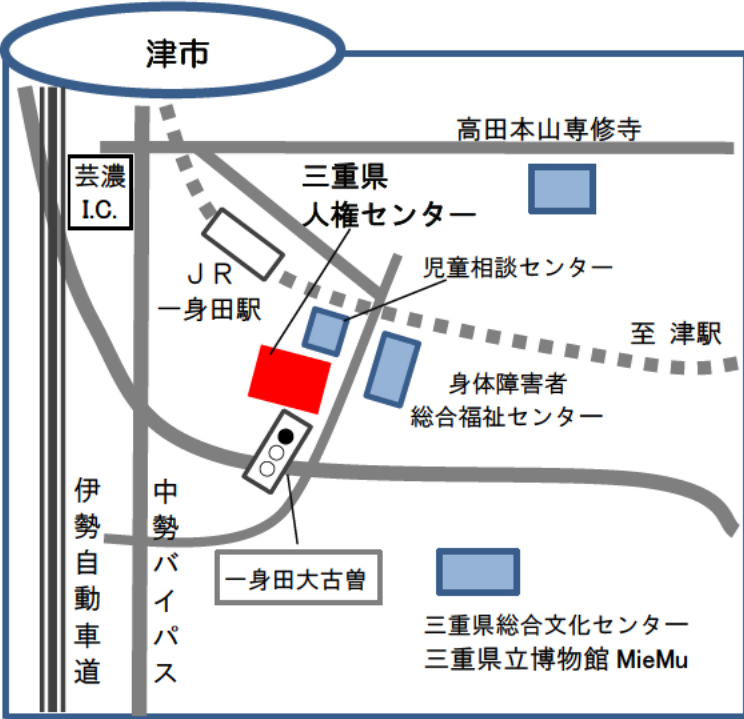 津市
高田本山専修寺
芸濃
I.C.
三重県
人権センター
児童相談センター
ＪＲ
一身田駅
至 津駅
身体障害者
総合福祉センター
伊勢自動車道
中勢バイパス
一身田大古曽
三重県総合文化センター
三重県立博物館 MieMu